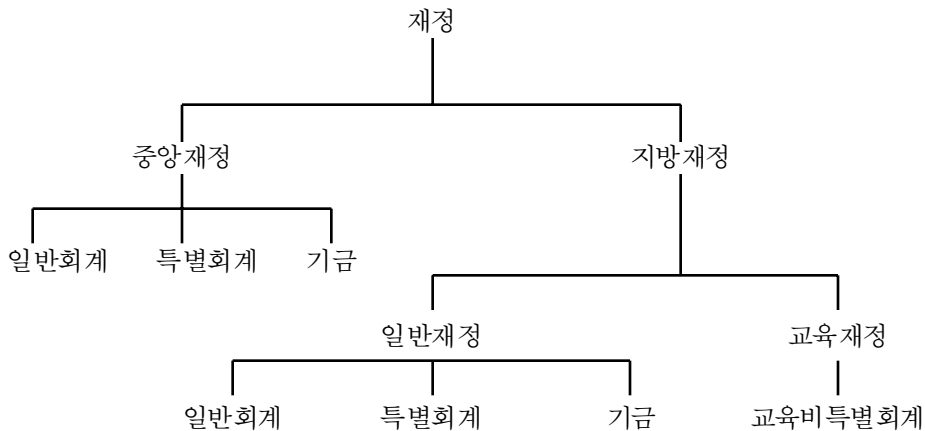 재정
중앙재정 지방재정
일반회계 특별회계 기금
일반재정 교육재정
일반회계 특별회계 기금 교육비특별회계